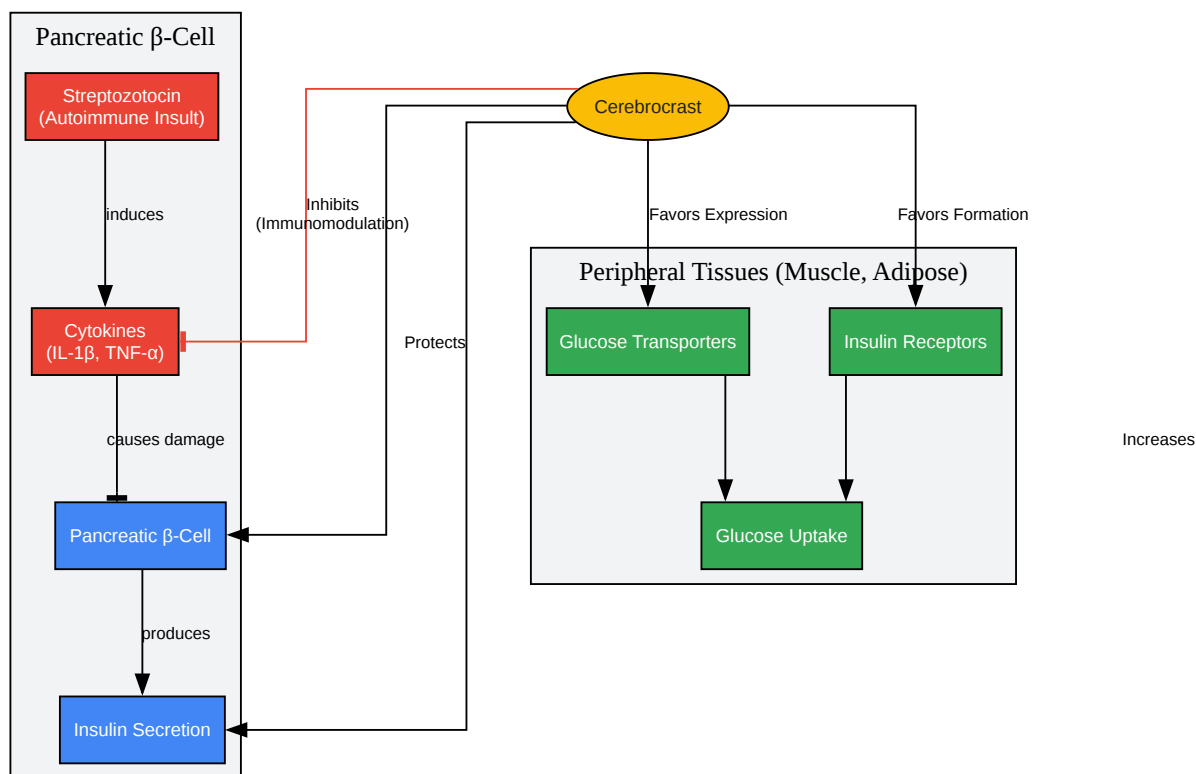 Pancreatic β-Cell
Streptozotocin
(Autoimmune Insult)
Cerebrocrast
induces
Inhibits
(Immunomodulation)
Favors Expression
Favors Formation
Peripheral Tissues (Muscle, Adipose)
Cytokines
(IL-1β, TNF-α)
Protects
Glucose Transporters
Insulin Receptors
causes damage
Increases
Pancreatic β-Cell
Glucose Uptake
produces
Insulin Secretion